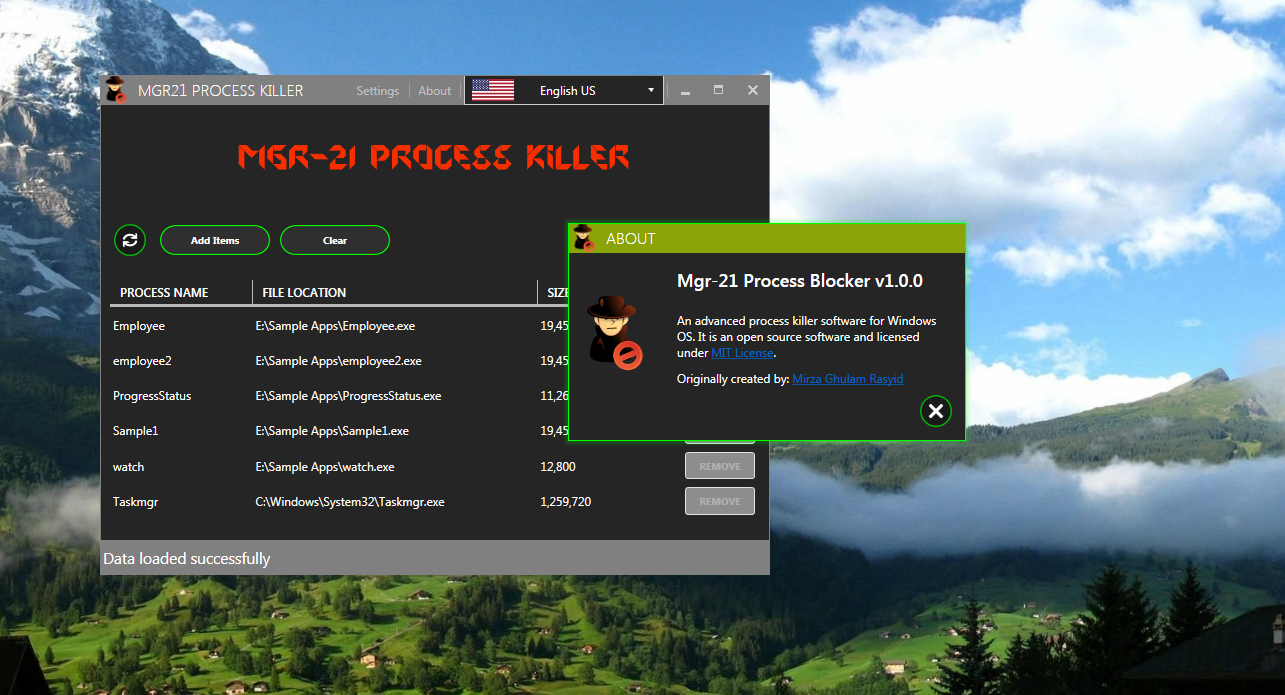 MGR21 PROCESS KILLER
Settings
About
English US
MGR-21 PROCESS KILLER
Add Items
Clear
PROCESS NAME FILE LOCATION SIZE
Employee E:\Sample Apps\Employee.exe 19,45
employee2 E:\Sample Apps\employee2.exe 19,45
ProgressStatus E:\Sample Apps\ProgressStatus.exe 11,26
Sample1 E:\Sample Apps\Sample1.exe 19,45
watch E:\Sample Apps\watch.exe 12,800 REMOVE
Taskmgr C:\Windows\System32\Taskmgr.exe 1,259,720 REMOVE
Data loaded successfully
ABOUT
Mgr-21 Process Blocker v1.0.0
An advanced process killer software for Windows
OS. It is an open source software and licensed
under MIT License.
Originally created by: Mirza Ghulam Rasyid